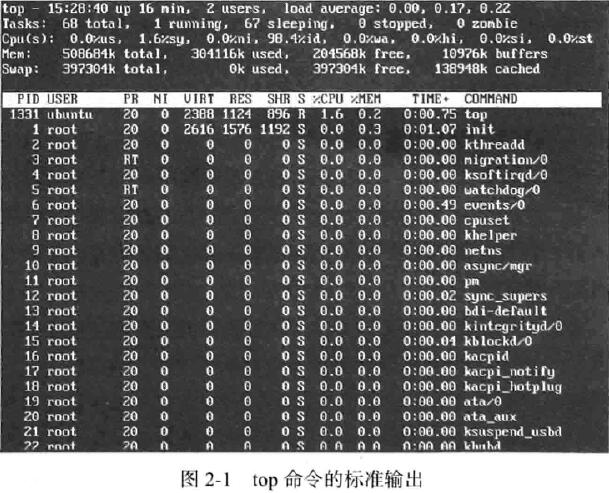 top - 15:28:40 up 16 min, 2 users, load average: 0.00, 0.17, 0.22
Tasks: 68 total, 1 running, 67 sleeping, 0 stopped, 0 zombie
Cpu(s): 0.0%us, 1.6%sy, 0.0%ni, 98.4%id, 0.0%wa, 0.0%hi, 0.0%si, 0.0%st
Mem: 508684k total, 304116k used, 204568k free, 10976k buffers
Swap: 397304k total, 0k used, 397304k free, 138948k cached
PID USER PR NI VIRT RES SHR S %CPU %MEM TIME+ COMMAND
1331 ubuntu 20 0 2388 1124 896 R 1.6 0.2 0:00.75 top
1 root 20 0 2616 1576 1192 S 0.0 0.3 0:01.07 init
2 root 20 0 0 0 0 S 0.0 0.0 0:00.00 kthreadd
3 root RT 0 0 0 0 S 0.0 0.0 0:00.00 migration/0
4 root 20 0 0 0 0 S 0.0 0.0 0:00.00 ksoftirqd/0
5 root RT 0 0 0 0 S 0.0 0.0 0:00.00 watchdog/0
6 root 20 0 0 0 0 S 0.0 0.0 0:00.49 events/0
7 root 20 0 0 0 0 S 0.0 0.0 0:00.00 cpuset
8 root 20 0 0 0 0 S 0.0 0.0 0:00.00 khelper
9 root 20 0 0 0 0 S 0.0 0.0 0:00.00 netns
10 root 20 0 0 0 0 S 0.0 0.0 0:00.00 async/mgr
11 root 20 0 0 0 0 S 0.0 0.0 0:00.00 pm
12 root 20 0 0 0 0 S 0.0 0.0 0:00.02 sync_supers
13 root 20 0 0 0 0 S 0.0 0.0 0:00.00 bdi-default
14 root 20 0 0 0 0 S 0.0 0.0 0:00.00 kintegrityd/0
15 root 20 0 0 0 0 S 0.0 0.0 0:00.04 kblockd/0
16 root 20 0 0 0 0 S 0.0 0.0 0:00.00 kacpid
17 root 20 0 0 0 0 S 0.0 0.0 0:00.00 kacpi_notify
18 root 20 0 0 0 0 S 0.0 0.0 0:00.00 kacpi_hotplug
19 root 20 0 0 0 0 S 0.0 0.0 0:00.00 ata/0
20 root 20 0 0 0 0 S 0.0 0.0 0:00.00 ata_aux
21 root 20 0 0 0 0 S 0.0 0.0 0:00.00 ksuspend_usbd
22 root 20 0 0 0 0 S 0.0 0.0 0:00.00 khubd
图 2-1 top 命令的标准输出